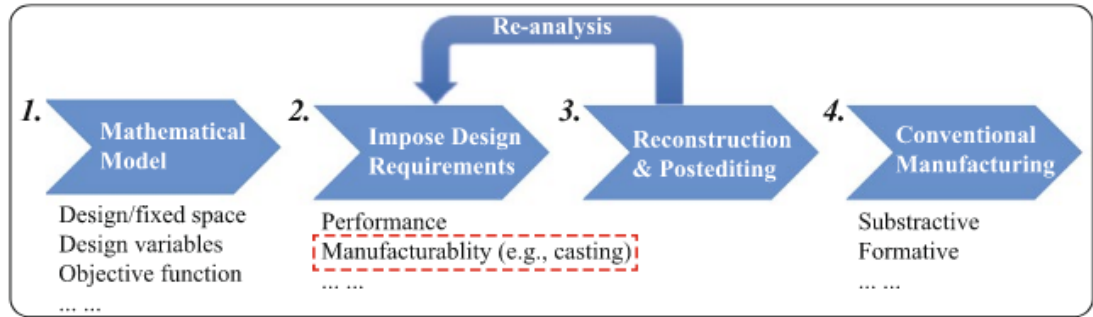 Re-analysis
1.
Mathematical
Model
Design/fixed space
Design variables
Objective function
... ...
2.
Impose Design
Requirements
Performance
Manufacturablity (e.g., casting)
... ...
3.
Reconstruction
& Postediting
4.
Conventional
Manufacturing
Substractive
Formative
... ...